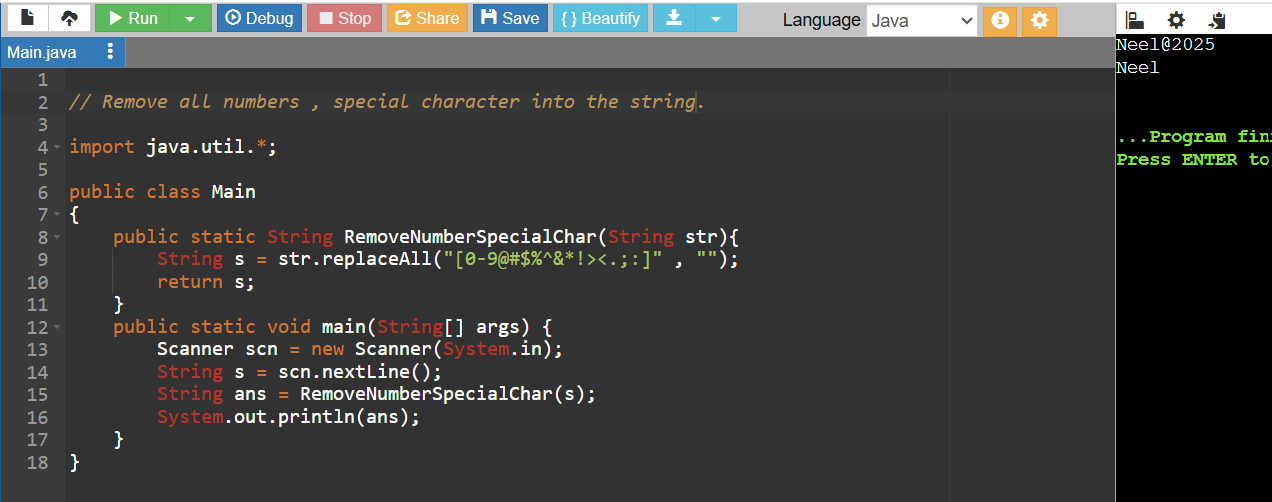 Run Debug Stop Share Save { } Beautify Language Java
Main.java
1
2 // Remove all numbers , special character into the string.
3
4 import java.util.*;
5
6 public class Main
7 {
8 public static String RemoveNumberSpecialChar(String str){
9 String s = str.replaceAll("[0-9@#$%^&*!><.;:]" , "");
10 return s;
11 }
12 public static void main(String[] args) {
13 Scanner scn = new Scanner(System.in);
14 String s = scn.nextLine();
15 String ans = RemoveNumberSpecialChar(s);
16 System.out.println(ans);
17 }
18 }
Neel@2025
Neel
...Program fini
Press ENTER to